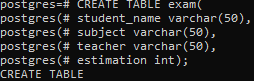 postgres=# CREATE TABLE exam(
postgres(# student_name varchar(50),
postgres(# subject varchar(50),
postgres(# teacher varchar(50),
postgres(# estimation int);
CREATE TABLE